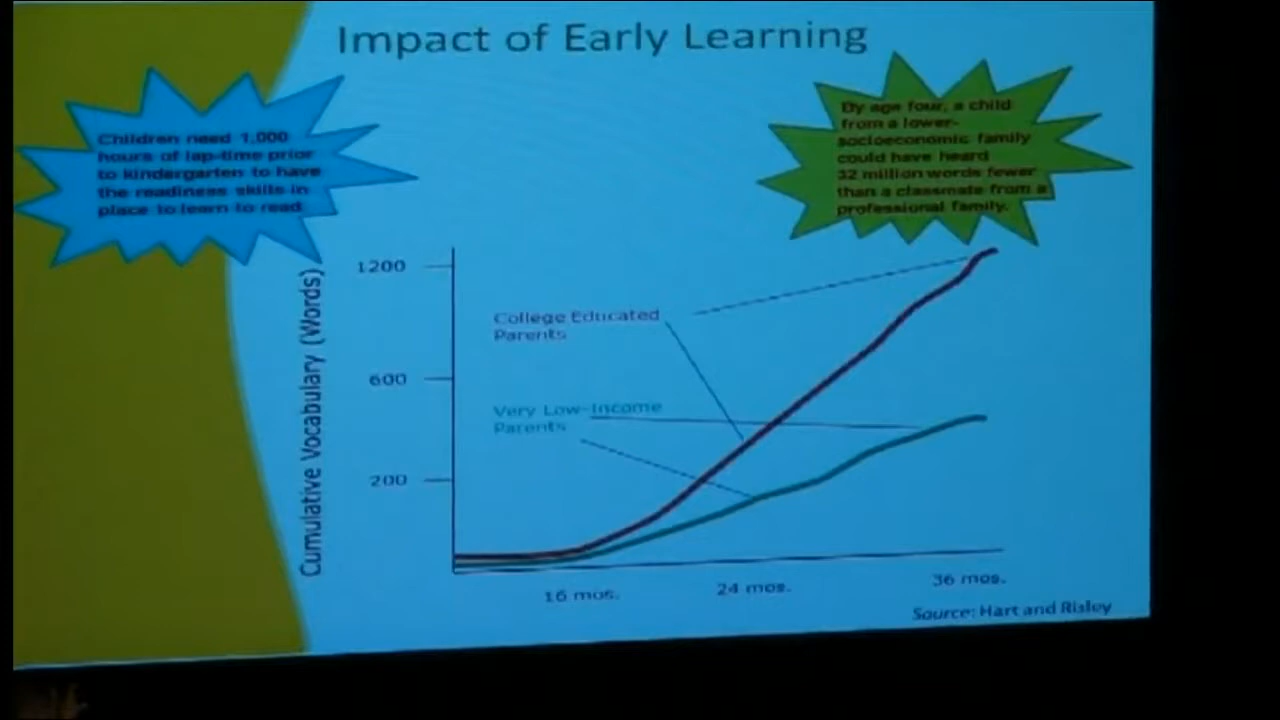 Impact of Early Learning
Children need 1,000
hours of lap-time prior
to kindergarten to have
the readiness skills in
place to learn to read
By age four, a child
from a lower-
socioeconomic family
could have heard
32 million words fewer
than a classmate from a
professional family.
Cumulative Vocabulary (Words)
1200
600
200
College Educated
Parents
Very Low-Income
Parents
16 mos.
24 mos.
36 mos.
Source: Hart and Risley